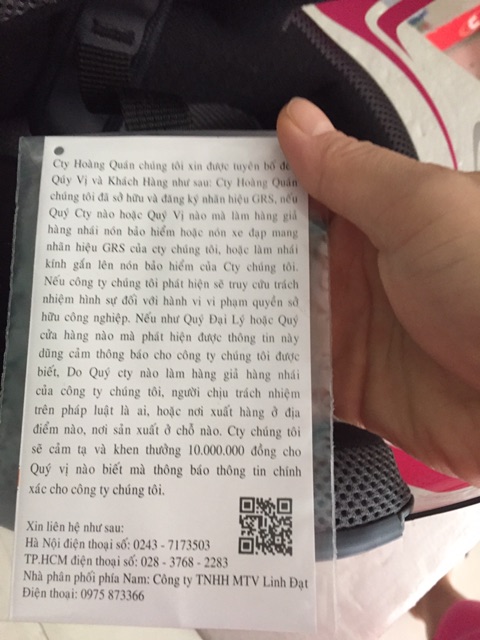 Cty Hoàng Quán chúng tôi xin được tuyên bố đế
Qúy Vị và Khách Hàng như sau: Cty Hoàng Quán
chúng tôi đã sở hữu và đăng ký nhãn hiệu GRS, nếu
Quý Cty nào hoặc Quý Vị nào mà làm hàng giả
hàng nhái nón bảo hiểm hoặc nón xe đạp mang
nhãn hiệu GRS của cty chúng tôi, hoặc làm nhái
kính gắn lên nón bảo hiểm của Cty chúng tôi.
Nếu công ty chúng tôi phát hiện sẽ truy cứu trách
nhiệm hình sự đối với hành vi vi phạm quyền sở
hữu công nghiệp. Nếu như Quý Đại Lý hoặc Quý
cửa hàng nào mà phát hiện được thông tin này
dũng cảm thông báo cho công ty chúng tôi được
biết, Do Quý cty nào làm hàng giả hàng nhái
của công ty chúng tôi, người chịu trách nhiệm
trên pháp luật là ai, hoặc nơi xuất hàng ở địa
điểm nào, nơi sản xuất ở chỗ nào. Cty chúng tôi
sẽ cảm tạ và khen thưởng 10.000.000 đồng cho
Quý vị nào biết mà thông báo thông tin chính
xác cho công ty chúng tôi.
Xin liên hệ như sau:
Hà Nội điện thoại số: 0243 - 7173503
TP.HCM điện thoại số: 028 - 3768 - 2283
Nhà phân phối phía Nam: Công ty TNHH MTV Linh Đạt
Điện thoại: 0975 873366